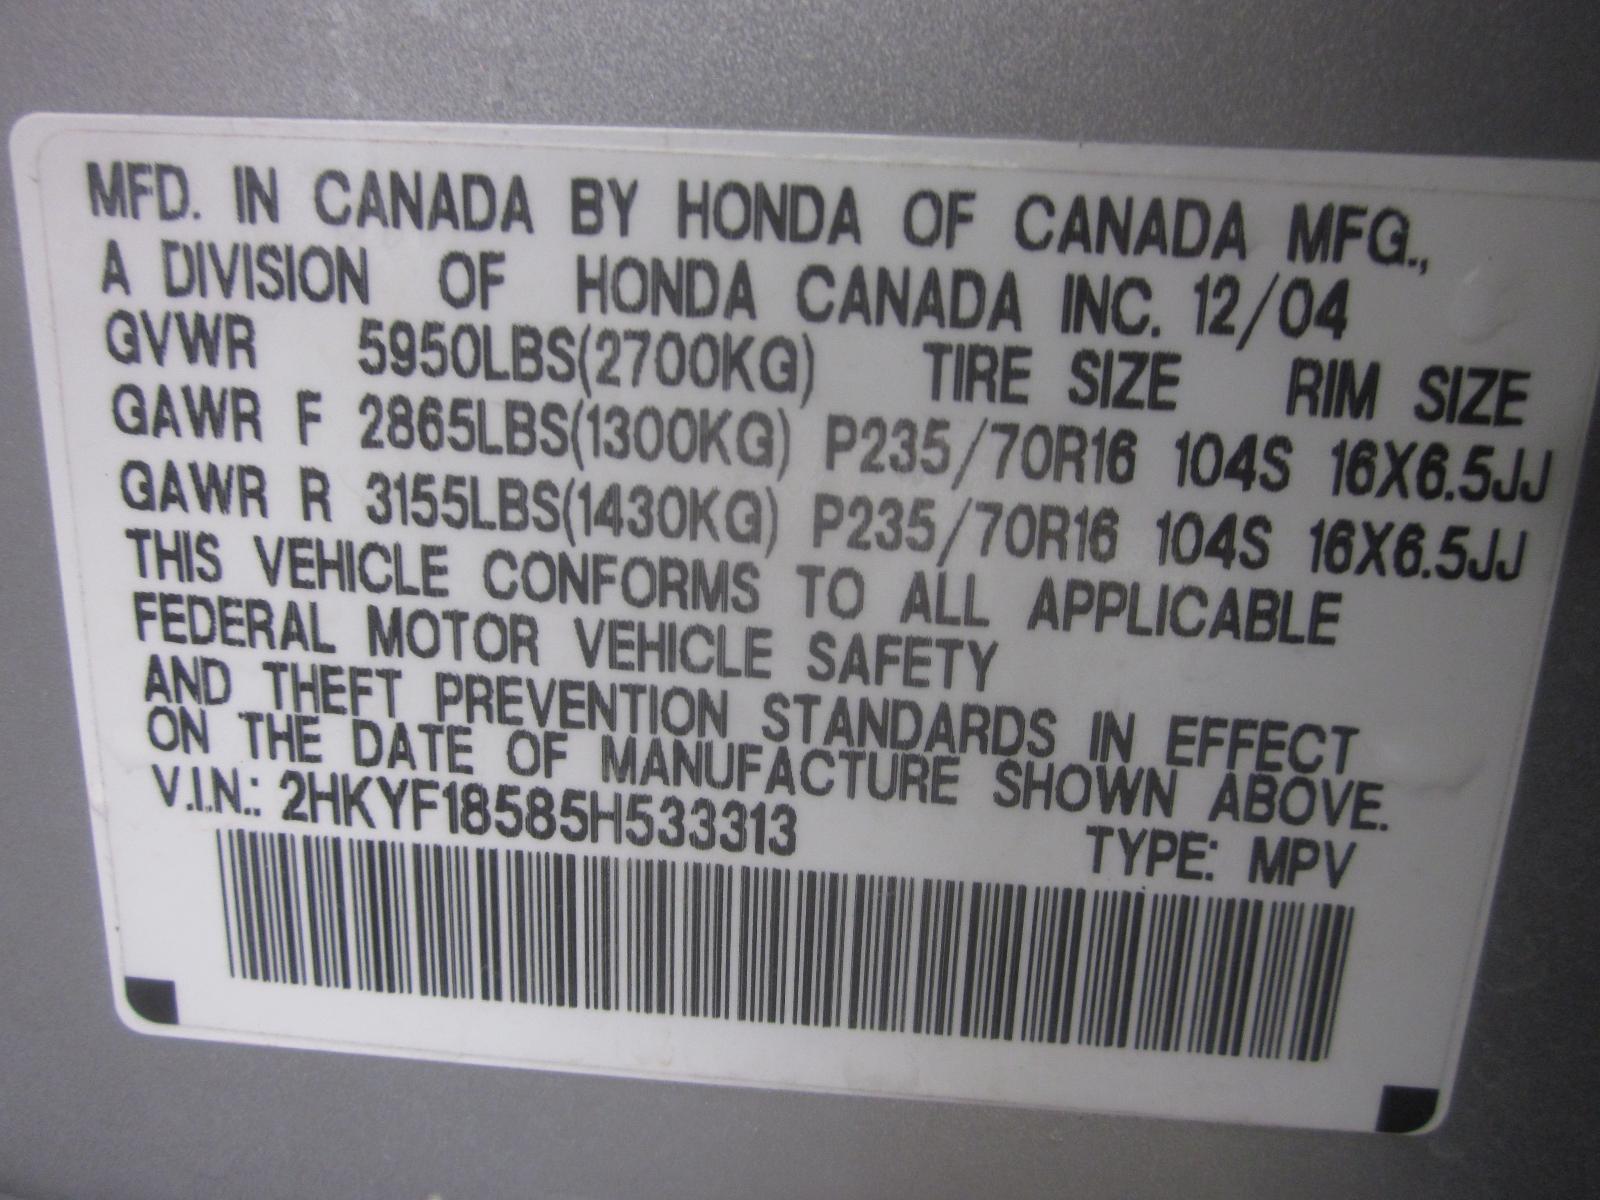 MFD. IN CANADA BY HONDA OF CANADA MFG.,
A DIVISION OF HONDA CANADA INC. 12/04
GVWR 5950LBS(2700KG) TIRE SIZE RIM SIZE
GAWR F 2865LBS(1300KG) P235/70R16 104S 16X6.5JJ
GAWR R 3155LBS(1430KG) P235/70R16 104S 16X6.5JJ
THIS VEHICLE CONFORMS TO ALL APPLICABLE
FEDERAL MOTOR VEHICLE SAFETY
AND THEFT PREVENTION STANDARDS IN EFFECT
ON THE DATE OF MANUFACTURE SHOWN ABOVE.
V.I.N.: 2HKYF18585H533313 TYPE: MPV